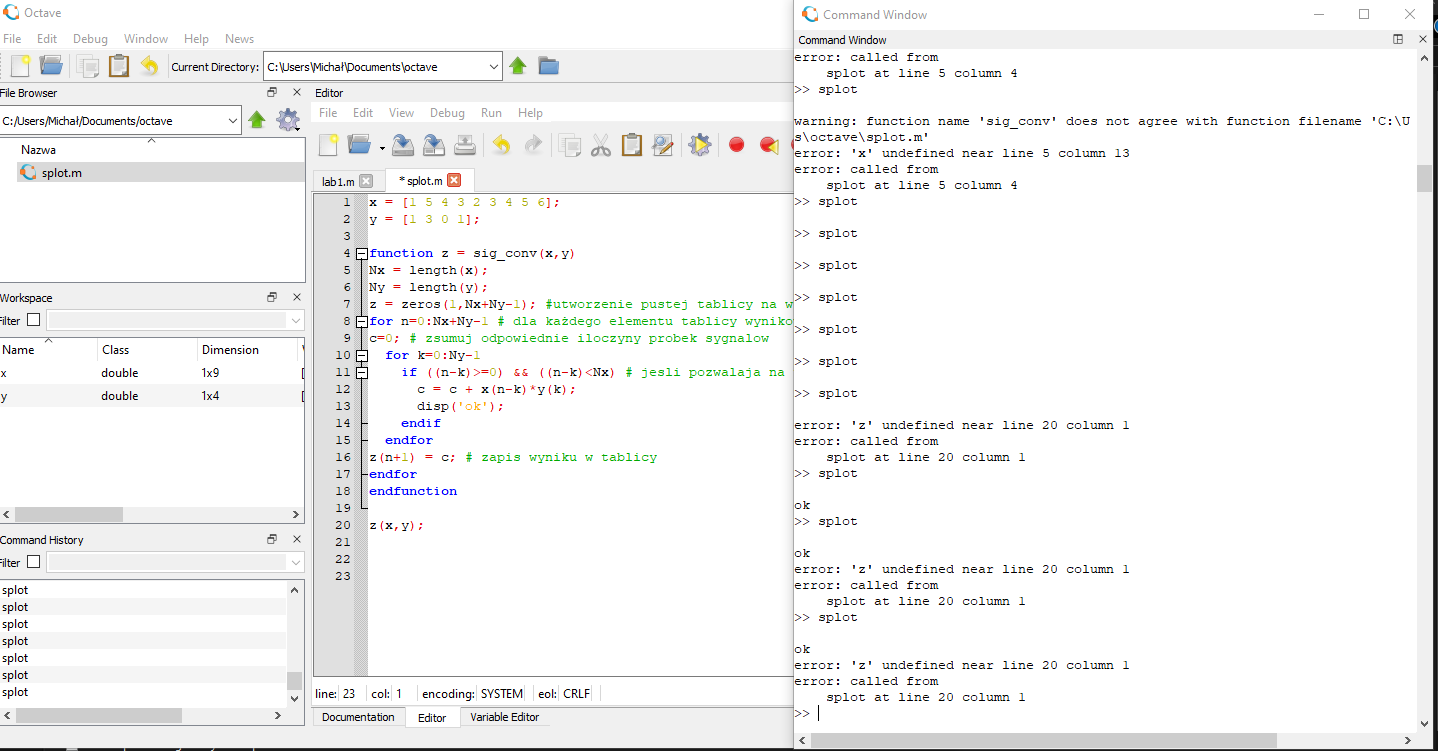 Octave
File Edit Debug Window Help News
Current Directory: C:\Users\Michał\Documents\octave
File Browser
C:/Users/Michał/Documents/octave
Nazwa
splot.m
Workspace
Filter
Name Class Dimension
x double 1x9 [
y double 1x4 [
Command History
Filter
splot
splot
splot
splot
splot
splot
splot
Editor
File Edit View Debug Run Help
lab1.m * splot.m
1 x = [1 5 4 3 2 3 4 5 6];
2 y = [1 3 0 1];
3
4 function z = sig_conv(x,y)
5 Nx = length(x);
6 Ny = length(y);
7 z = zeros(1,Nx+Ny-1); #utworzenie pustej tablicy na w
8 for n=0:Nx+Ny-1 # dla każdego elementu tablicy wyniko
9 c=0; # zsumuj odpowiednie iloczyny probek sygnalow
10 for k=0:Ny-1
11 if ((n-k)>=0) && ((n-k)<Nx) # jesli pozwalaja na
12 c = c + x(n-k)*y(k);
13 disp('ok');
14 endif
15 endfor
16 z(n+1) = c; # zapis wyniku w tablicy
17 endfor
18 endfunction
19
20 z(x,y);
21
22
23
line: 23 col: 1 encoding: SYSTEM eol: CRLF
Documentation Editor Variable Editor
Command Window
Command Window
error: called from
splot at line 5 column 4
>> splot
warning: function name 'sig_conv' does not agree with function filename 'C:\U
s\octave\splot.m'
error: 'x' undefined near line 5 column 13
error: called from
splot at line 5 column 4
>> splot
>> splot
>> splot
>> splot
>> splot
>> splot
>> splot
error: 'z' undefined near line 20 column 1
error: called from
splot at line 20 column 1
>> splot
ok
>> splot
ok
error: 'z' undefined near line 20 column 1
error: called from
splot at line 20 column 1
>> splot
ok
error: 'z' undefined near line 20 column 1
error: called from
splot at line 20 column 1
>>